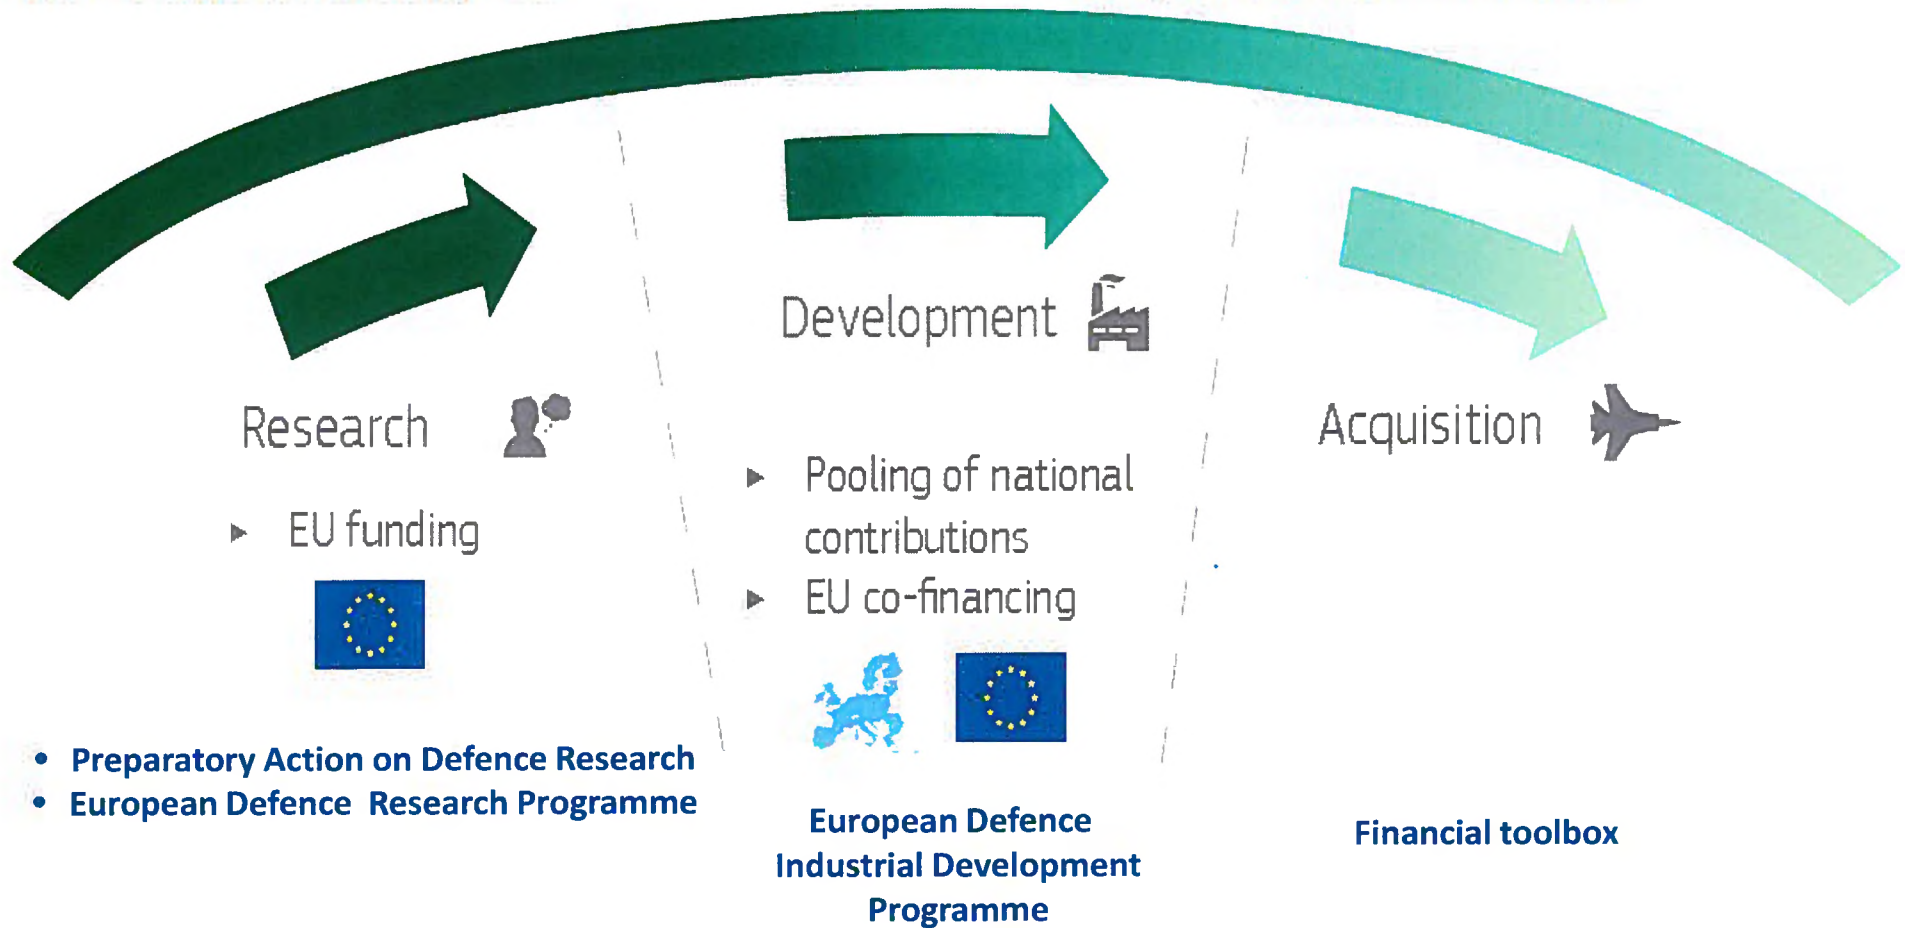 Research
▸ EU funding
• Preparatory Action on Defence Research
• European Defence Research Programme
Development
▸ Pooling of national
contributions
▸ EU co-financing
European Defence
Industrial Development
Programme
Acquisition
Financial toolbox